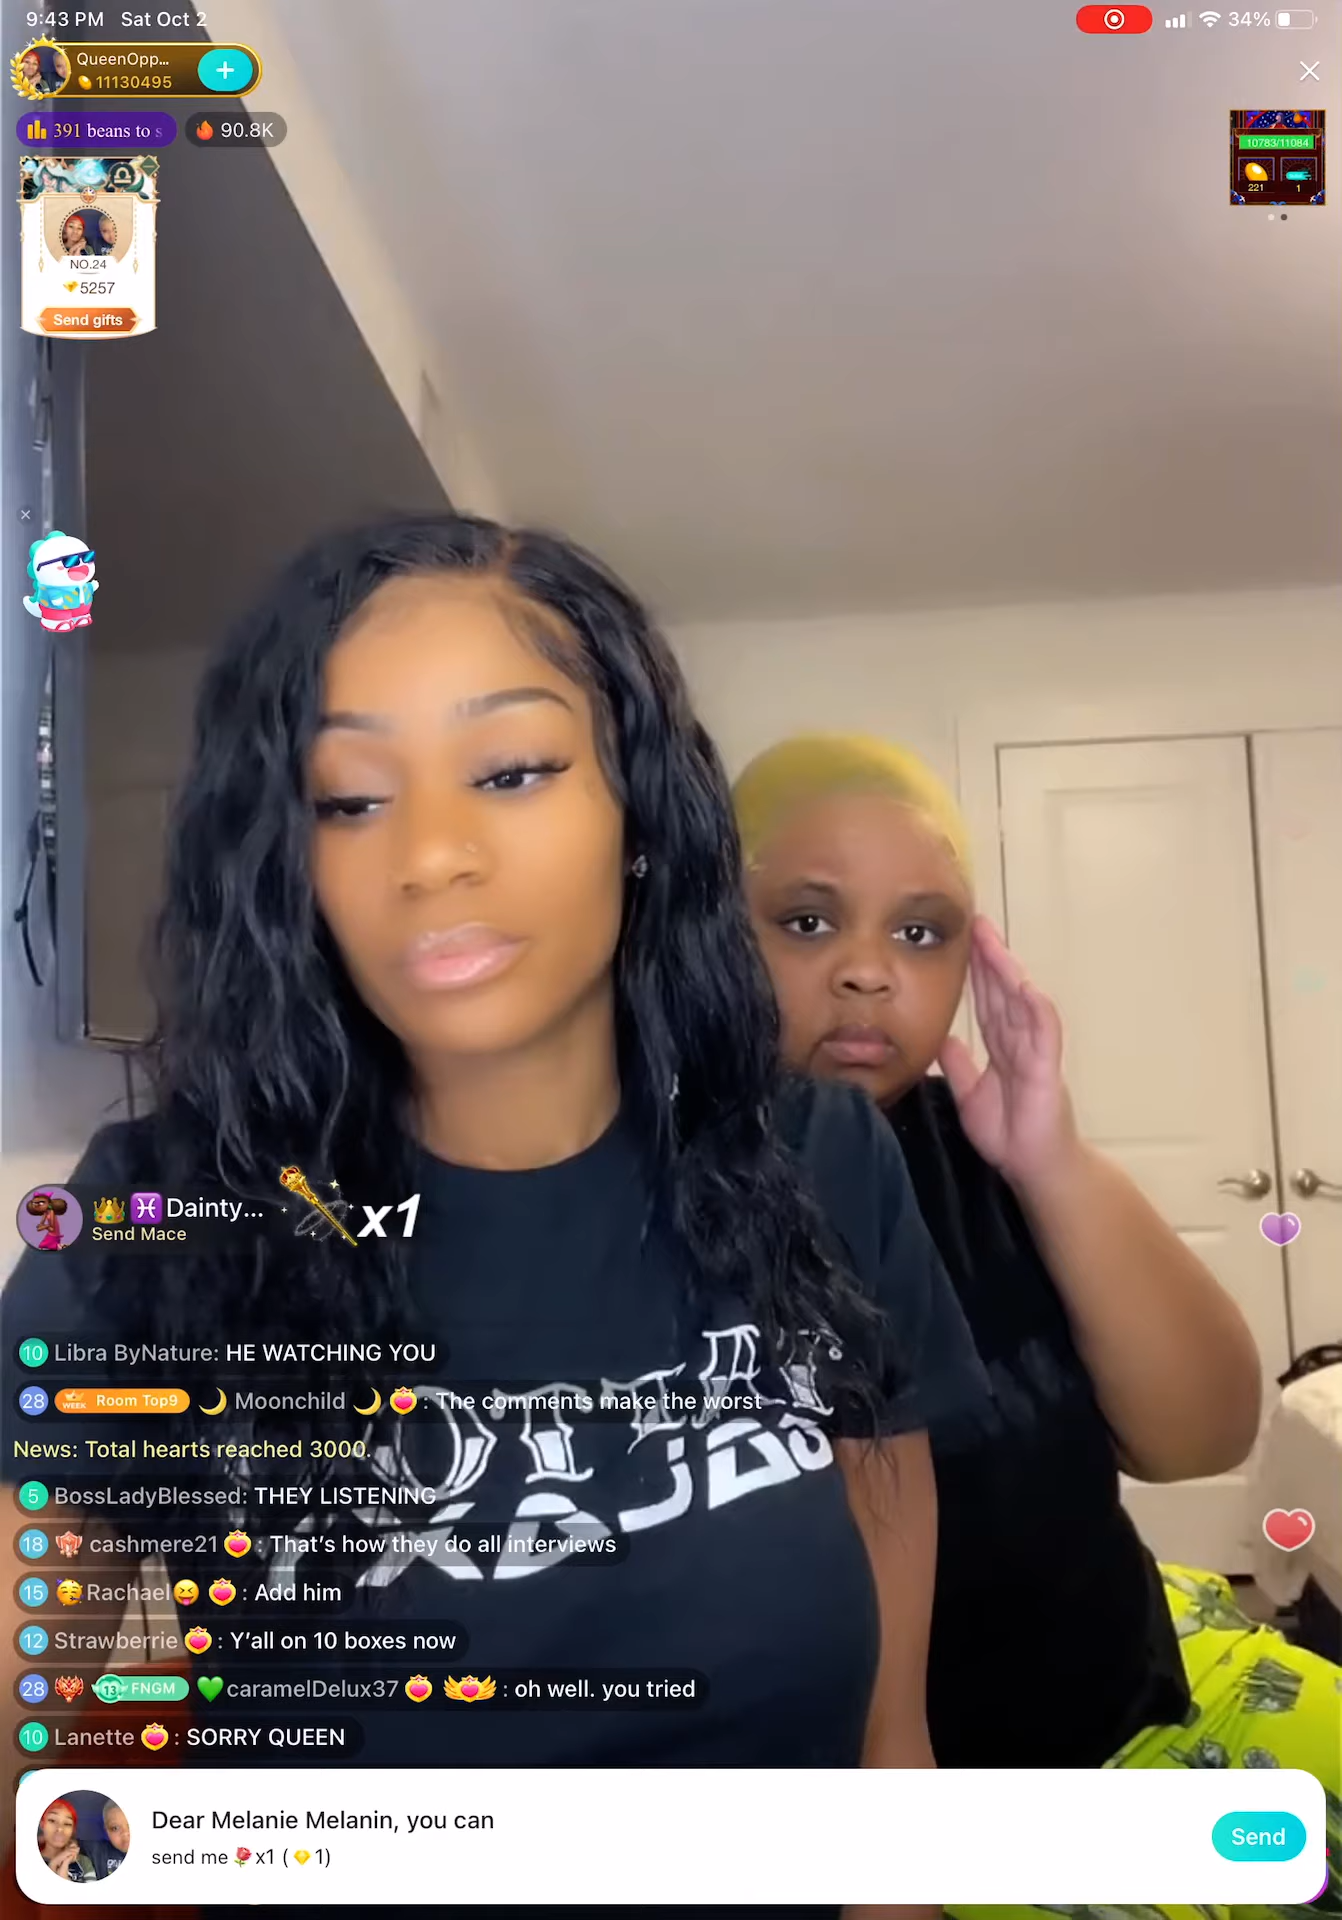 9:43 PM Sat Oct 2
34%
QueenOpp...
11130495
391 beans to s
90.8K
10783/11084
221 1
NO.24
5257
Send gifts
Dainty...
Send Mace
x1
10 Libra ByNature: HE WATCHING YOU
28 WEEK Room Top9 Moonchild : The comments make the worst
News: Total hearts reached 3000.
5 BossLadyBlessed: THEY LISTENING
18 cashmere21 : That's how they do all interviews
15 Rachael : Add him
12 Strawberrie : Y'all on 10 boxes now
28 13 FNGM caramelDelux37 : oh well. you tried
10 Lanette : SORRY QUEEN
Dear Melanie Melanin, you can
send me 🌹x1 ( 1)
Send